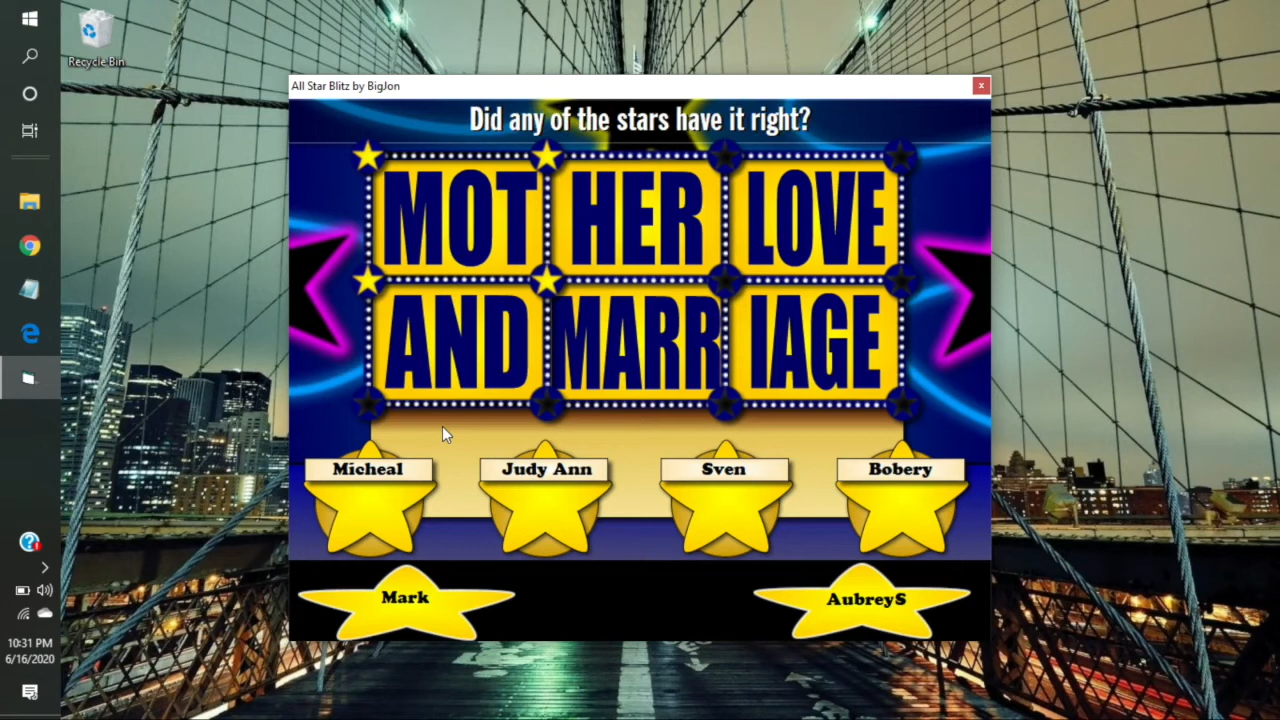 Recycle Bin
All Star Blitz by BigJon
x
Did any of the stars have it right?
MOT HER LOVE
AND MARR IAGE
Micheal Judy Ann Sven Bobery
Mark AubreyS
10:31 PM
6/16/2020